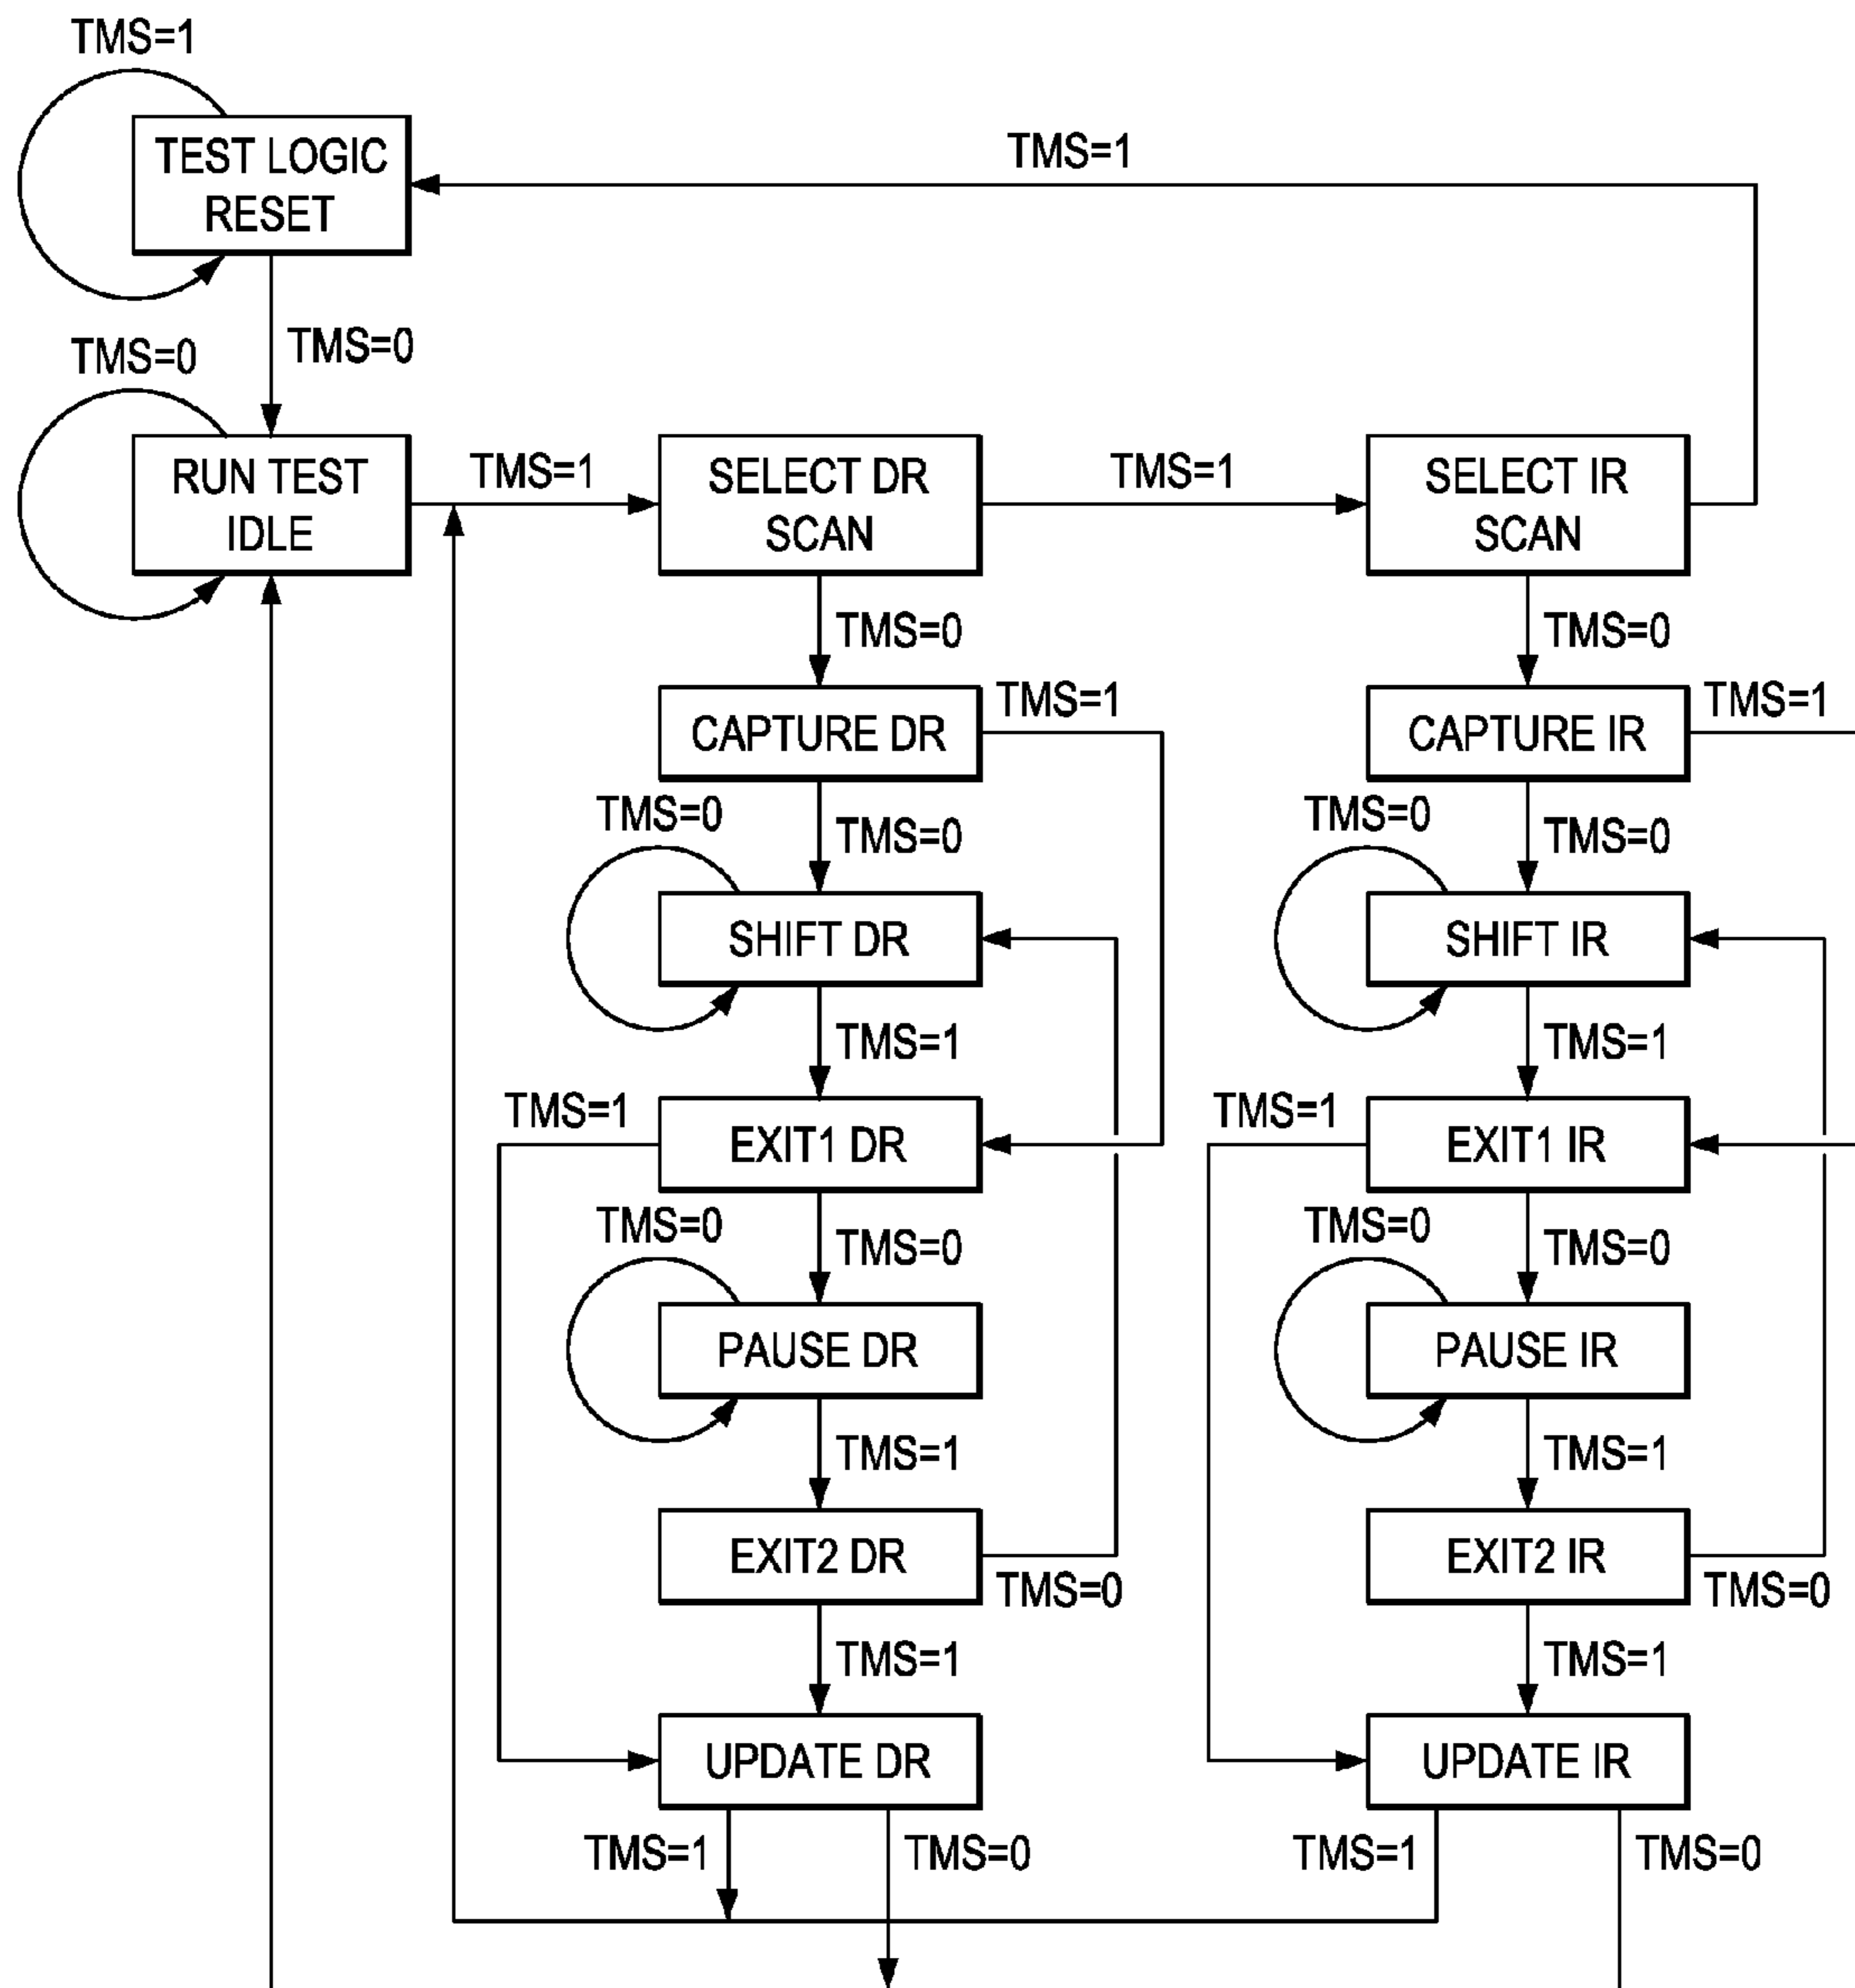 TMS=1
TEST LOGIC
RESET
TMS=1
TMS=0
TMS=0
RUN TEST
IDLE
TMS=1
SELECT DR
SCAN
TMS=1
SELECT IR
SCAN
TMS=0
TMS=0
CAPTURE DR
TMS=1
CAPTURE IR
TMS=1
TMS=0
TMS=0
TMS=0
TMS=0
SHIFT DR
SHIFT IR
TMS=1
TMS=1
TMS=1
EXIT1 DR
TMS=1
EXIT1 IR
TMS=0
TMS=0
TMS=0
TMS=0
PAUSE DR
PAUSE IR
TMS=1
TMS=1
EXIT2 DR
TMS=0
EXIT2 IR
TMS=0
TMS=1
TMS=1
UPDATE DR
UPDATE IR
TMS=1
TMS=0
TMS=1
TMS=0